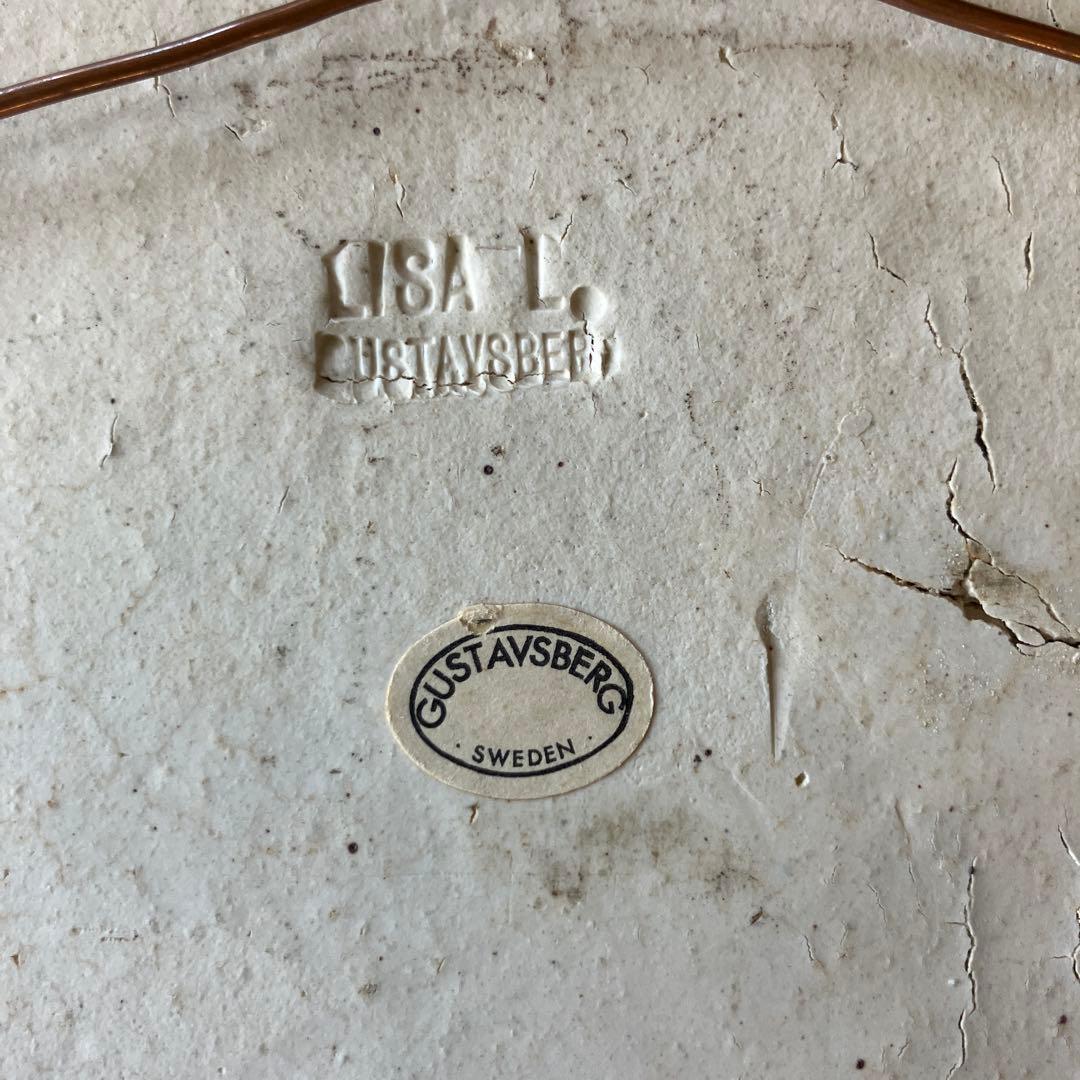 LISA L.
GUSTAVSBERG
GUSTAVSBERG
· SWEDEN ·